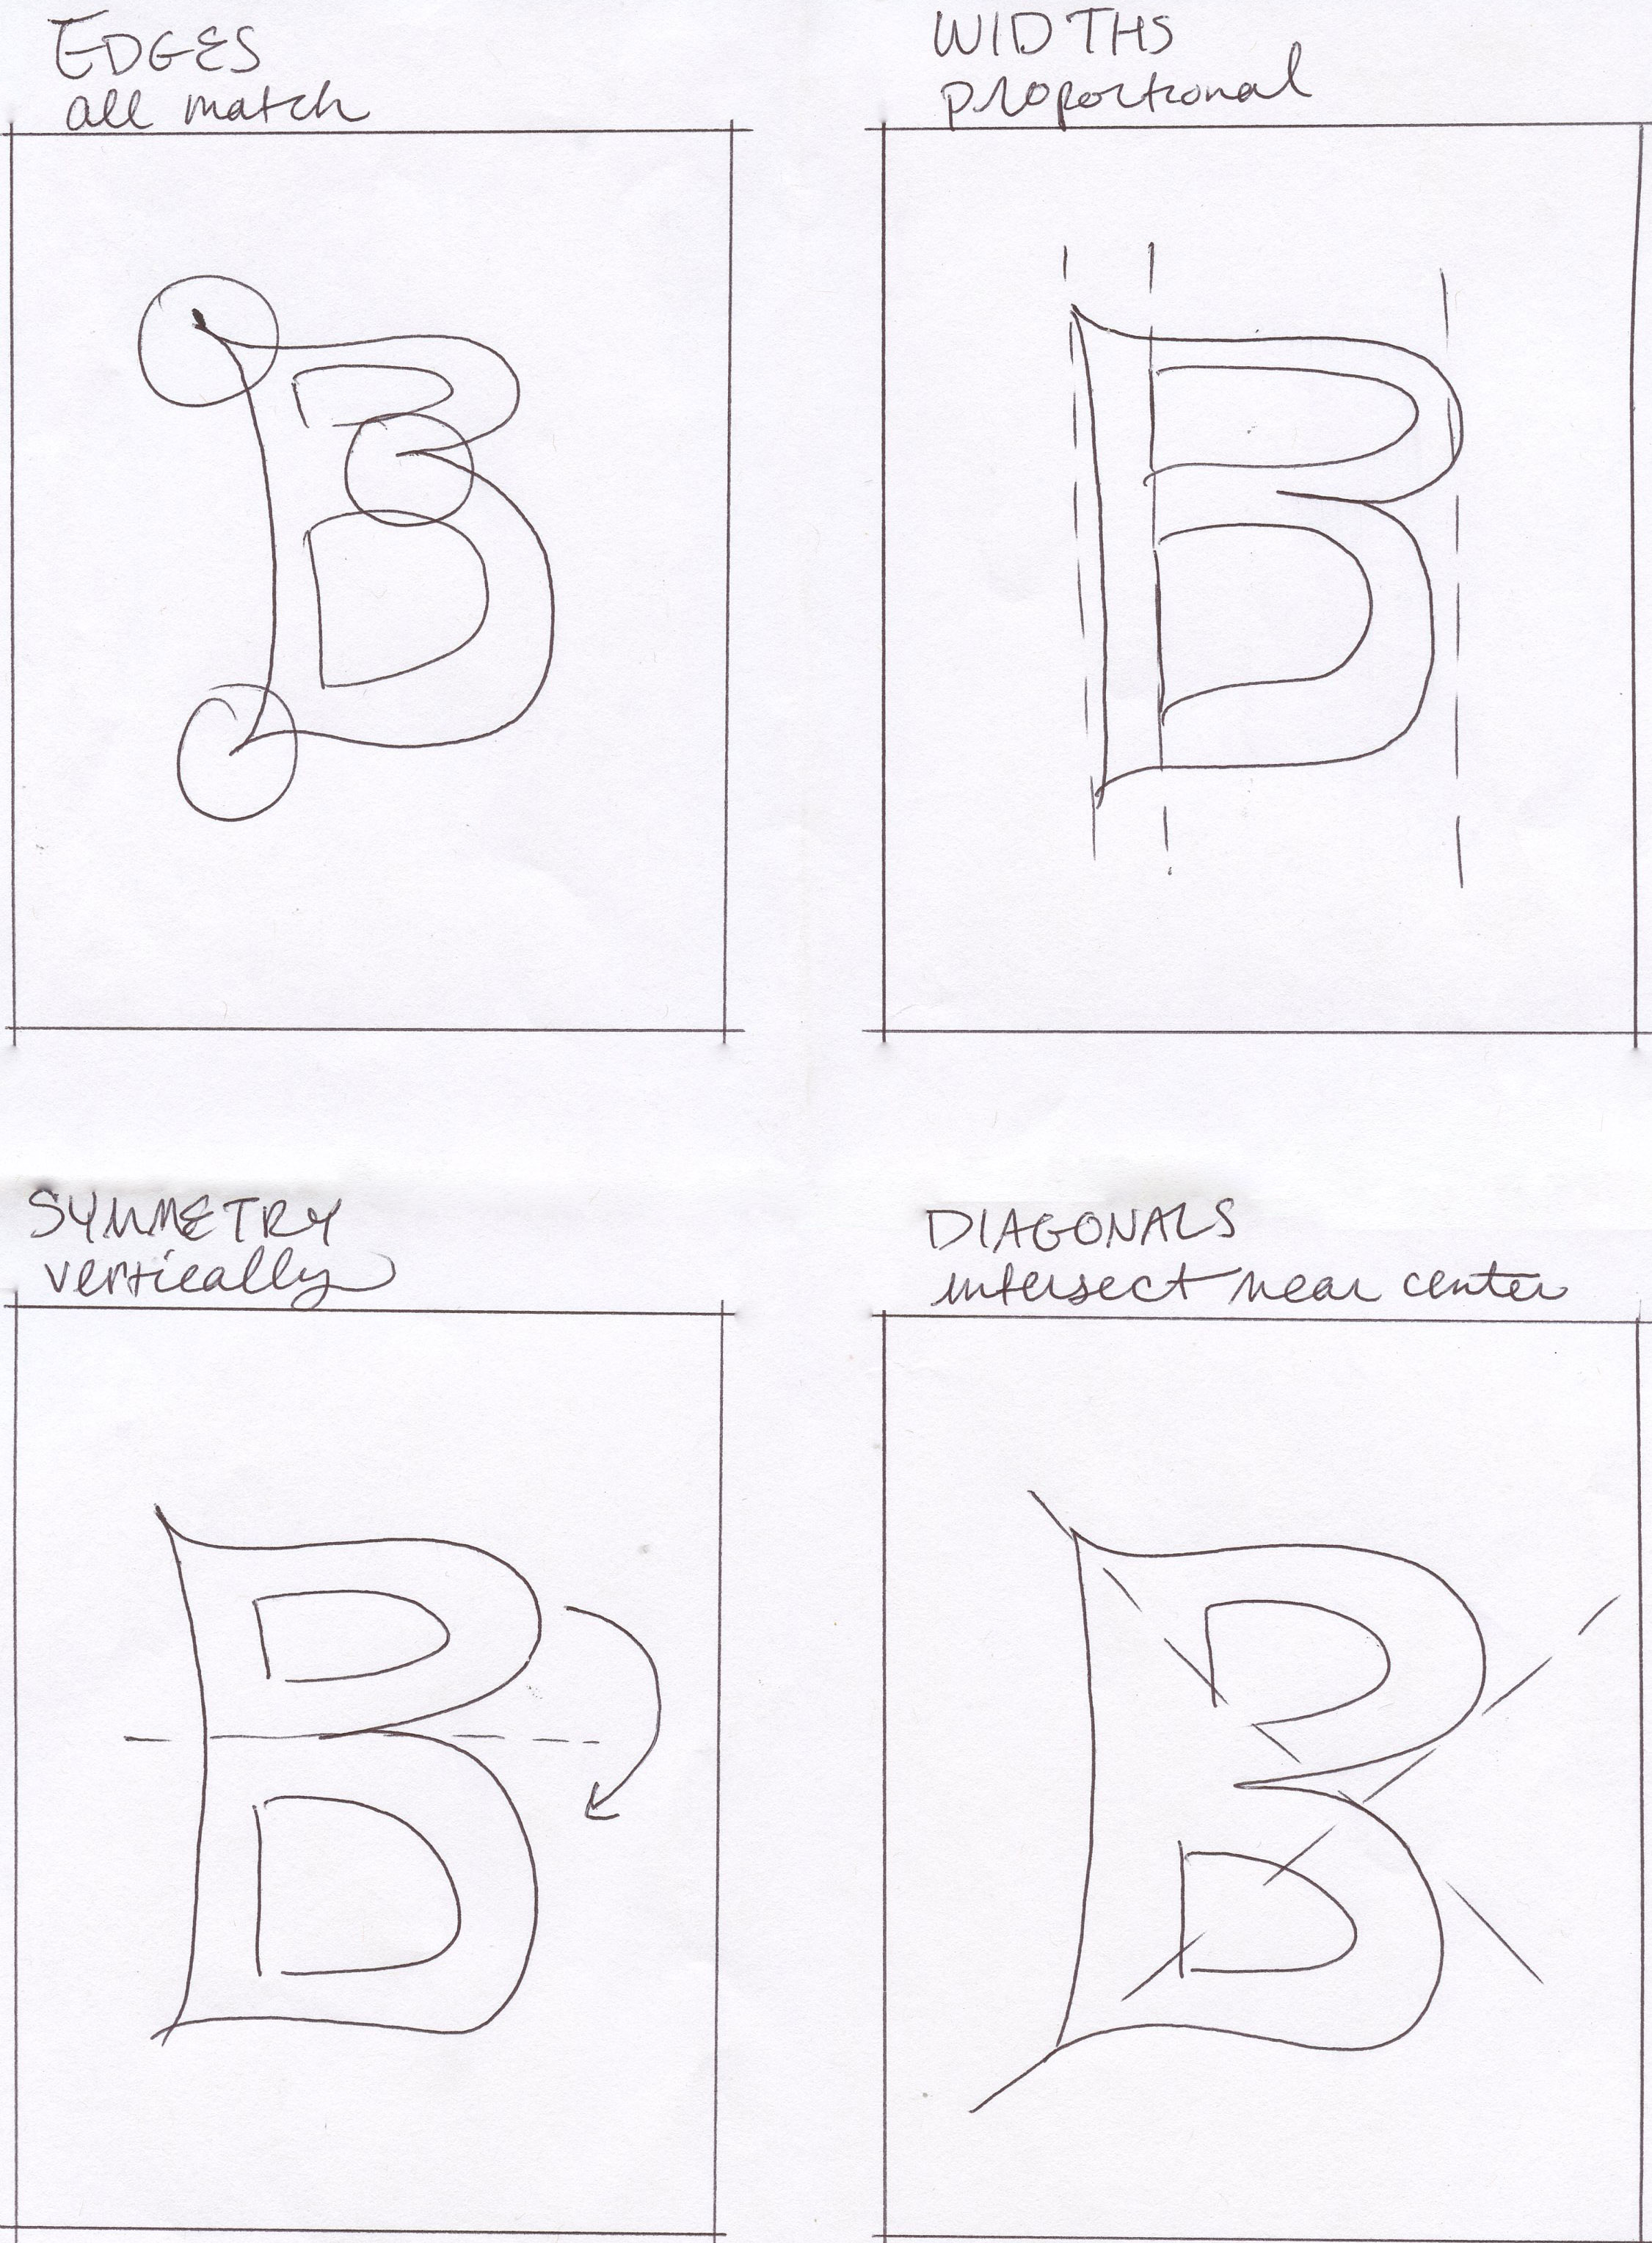 EDGES
all match
WIDTHS
proportional
B
B
SYMMETRY
vertically
DIAGONALS
intersect near center
B
B